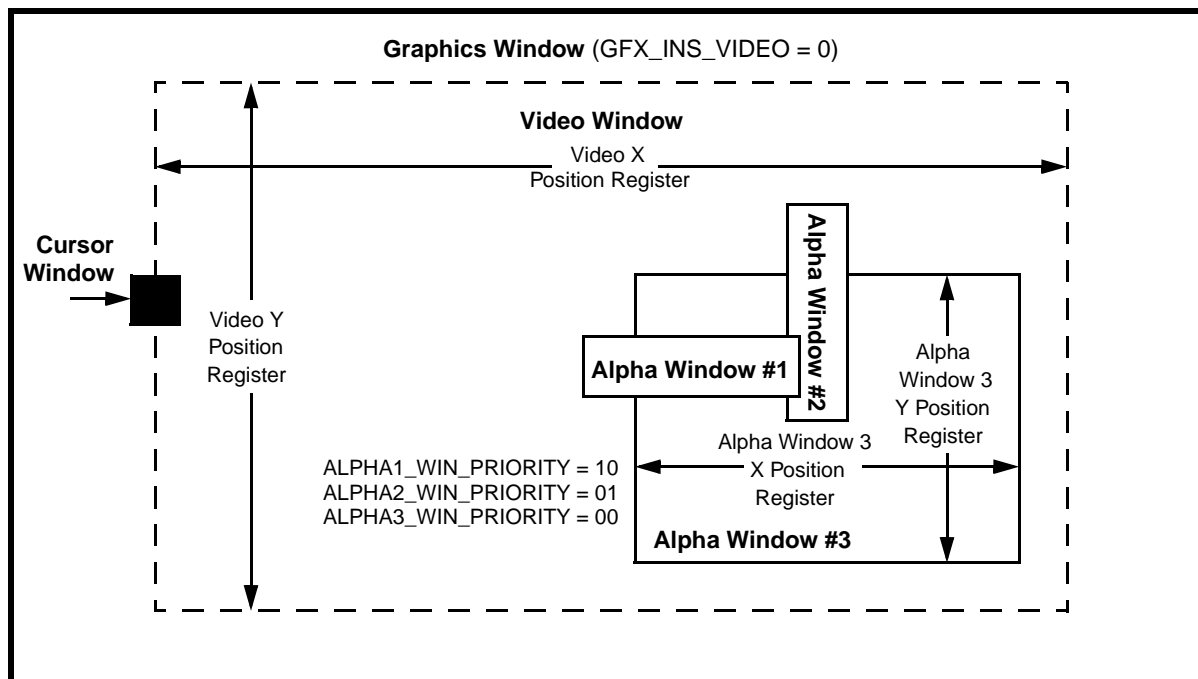 Graphics Window (GFX_INS_VIDEO = 0)
Video Window
Video X
Position Register
Cursor
Window
Video Y
Position
Register
Alpha Window #2
Alpha Window #1
Alpha
Window 3
Y Position
Register
Alpha Window 3
X Position
Register
ALPHA1_WIN_PRIORITY = 10
ALPHA2_WIN_PRIORITY = 01
ALPHA3_WIN_PRIORITY = 00
Alpha Window #3